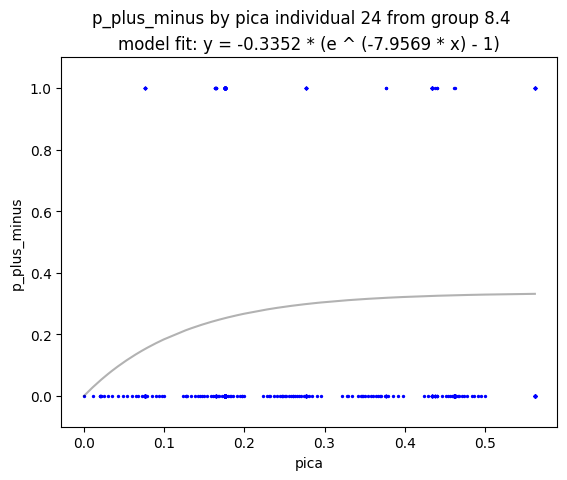 p_plus_minus by pica individual 24 from group 8.4
model fit: y = -0.3352 * (e ^ (-7.9569 * x) - 1)
1.0
0.8
0.6
0.4
0.2
0.0
p_plus_minus
0.0 0.1 0.2 0.3 0.4 0.5
pica